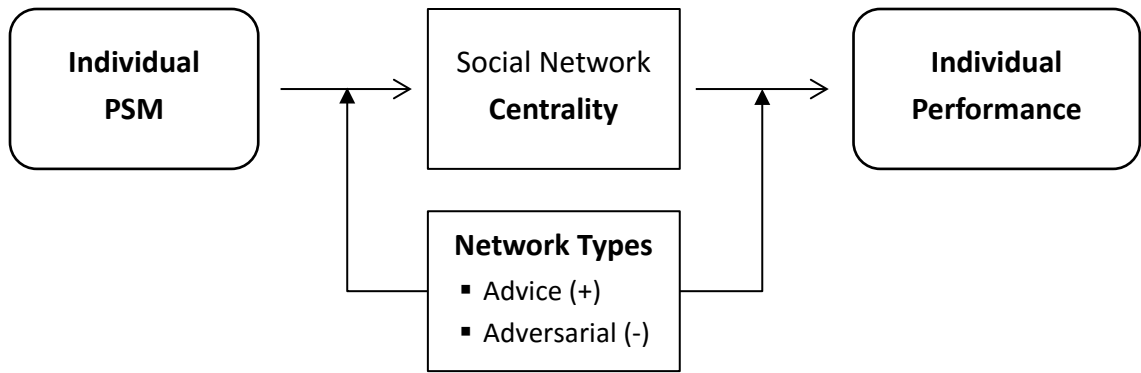 Individual
PSM
Social Network
Centrality
Individual
Performance
Network Types
▪ Advice (+)
▪ Adversarial (-)